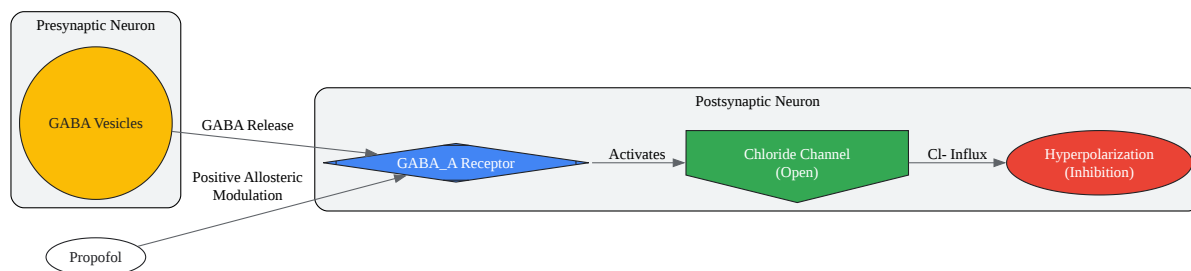 Presynaptic Neuron
GABA Vesicles
GABA Release
Positive Allosteric
Modulation
Propofol
Postsynaptic Neuron
GABA_A Receptor
Activates
Chloride Channel
(Open)
Cl- Influx
Hyperpolarization
(Inhibition)